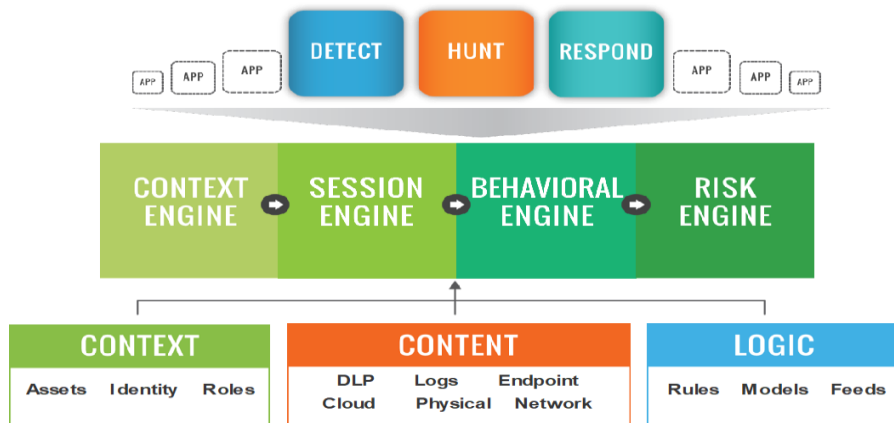 APP APP APP DETECT HUNT RESPOND APP APP APP
CONTEXT ENGINE
SESSION ENGINE
BEHAVIORAL ENGINE
RISK ENGINE
CONTEXT
Assets Identity Roles
CONTENT
DLP Logs Endpoint
Cloud Physical Network
LOGIC
Rules Models Feeds